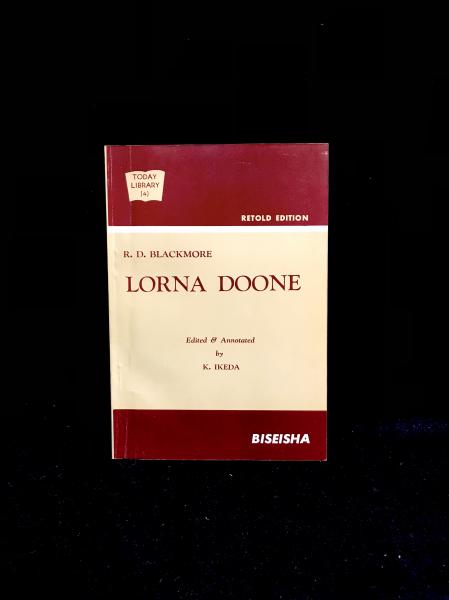 TODAY
LIBRARY
(4)
RETOLD EDITION
R. D. BLACKMORE
LORNA DOONE
Edited & Annotated
by
K. IKEDA
BISEISHA